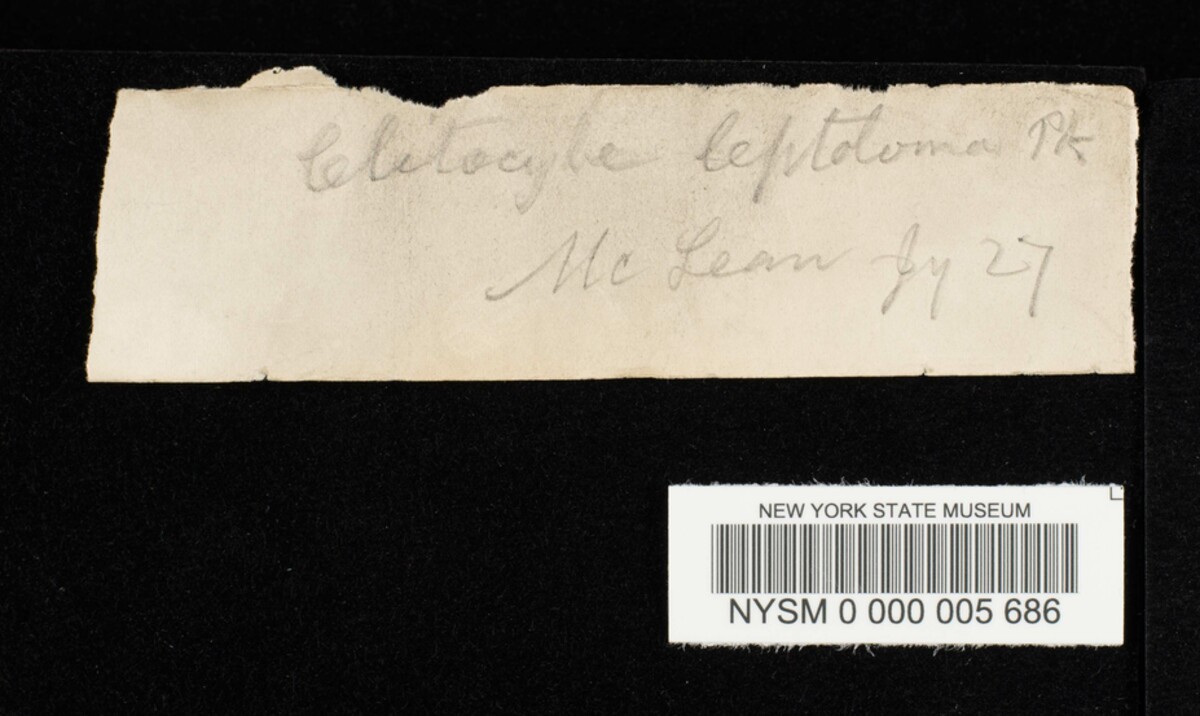 Clitocybe leptoloma Pk
Mc Lean Jy 27
NEW YORK STATE MUSEUM
NYSM 0 000 005 686